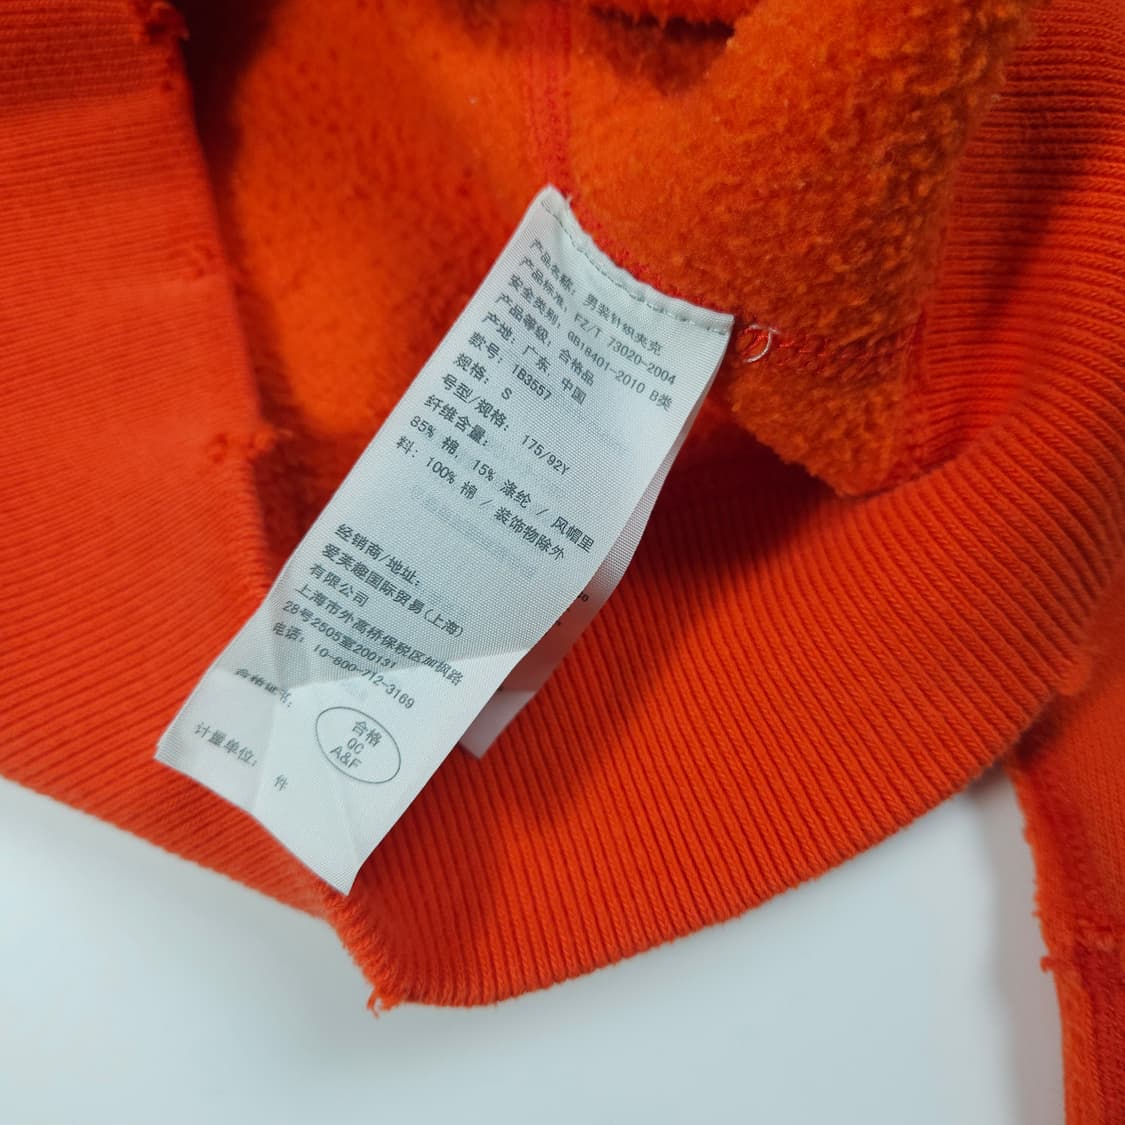 产品名称: 男装针织夹克
产品标准: FZ/T 73020-2004
安全类别: GB18401-2010 B类
产品等级: 合格品
产地: 广东, 中国
款号: 1B3557
规格: S
号型/规格: 175/92Y
纤维含量:
85% 棉, 15% 涤纶 / 风帽里
料: 100% 棉 / 装饰物除外
经销商/地址:
爱芙趣国际贸易(上海)
有限公司
上海市外高桥保税区加枫路
28号2505室200131
电话: 10-800-712-3169
合格证书:
合格
QC
A&F
计量单位: 件